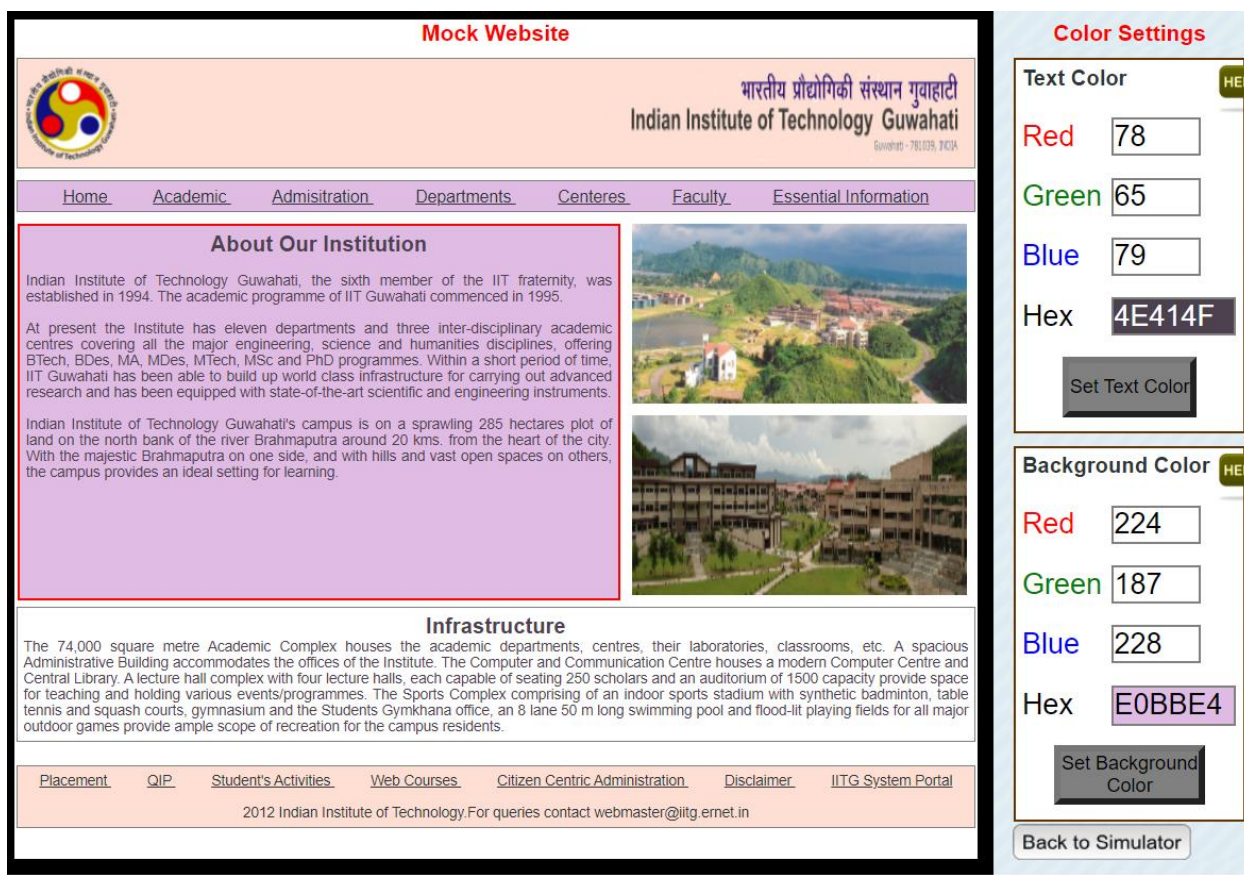 Mock Website
भारतीय प्रौद्योगिकी संस्थान गुवाहाटी
Indian Institute of Technology Guwahati
Guwahati - 781039, INDIA
Home Academic Admisitration Departments Centeres Faculty Essential Information
About Our Institution
Indian Institute of Technology Guwahati, the sixth member of the IIT fraternity, was
established in 1994. The academic programme of IIT Guwahati commenced in 1995.
At present the Institute has eleven departments and three inter-disciplinary academic
centres covering all the major engineering, science and humanities disciplines, offering
BTech, BDes, MA, MDes, MTech, MSc and PhD programmes. Within a short period of time,
IIT Guwahati has been able to build up world class infrastructure for carrying out advanced
research and has been equipped with state-of-the-art scientific and engineering instruments.
Indian Institute of Technology Guwahati's campus is on a sprawling 285 hectares plot of
land on the north bank of the river Brahmaputra around 20 kms. from the heart of the city.
With the majestic Brahmaputra on one side, and with hills and vast open spaces on others,
the campus provides an ideal setting for learning.
Infrastructure
The 74,000 square metre Academic Complex houses the academic departments, centres, their laboratories, classrooms, etc. A spacious
Administrative Building accommodates the offices of the Institute. The Computer and Communication Centre houses a modern Computer Centre and
Central Library. A lecture hall complex with four lecture halls, each capable of seating 250 scholars and an auditorium of 1500 capacity provide space
for teaching and holding various events/programmes. The Sports Complex comprising of an indoor sports stadium with synthetic badminton, table
tennis and squash courts, gymnasium and the Students Gymkhana office, an 8 lane 50 m long swimming pool and flood-lit playing fields for all major
outdoor games provide ample scope of recreation for the campus residents.
Placement QIP Student's Activities Web Courses Citizen Centric Administration Disclaimer IITG System Portal
2012 Indian Institute of Technology.For queries contact webmaster@iitg.ernet.in
Color Settings
Text Color
Red 78
Green 65
Blue 79
Hex 4E414F
Set Text Color
Background Color
Red 224
Green 187
Blue 228
Hex E0BBE4
Set Background
Color
Back to Simulator